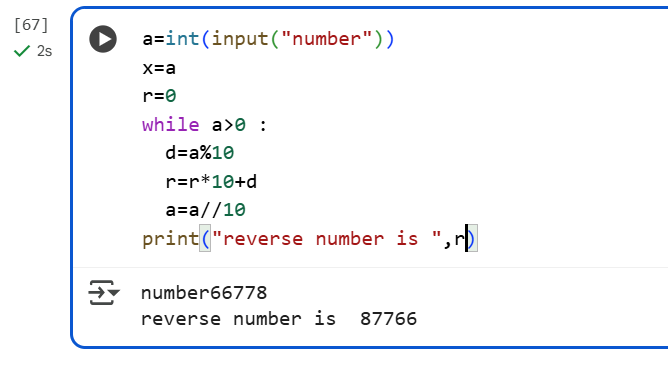 [67]
2s
a=int(input("number"))
x=a
r=0
while a>0 :
  d=a%10
  r=r*10+d
  a=a//10
print("reverse number is ",r)
number66778
reverse number is  87766